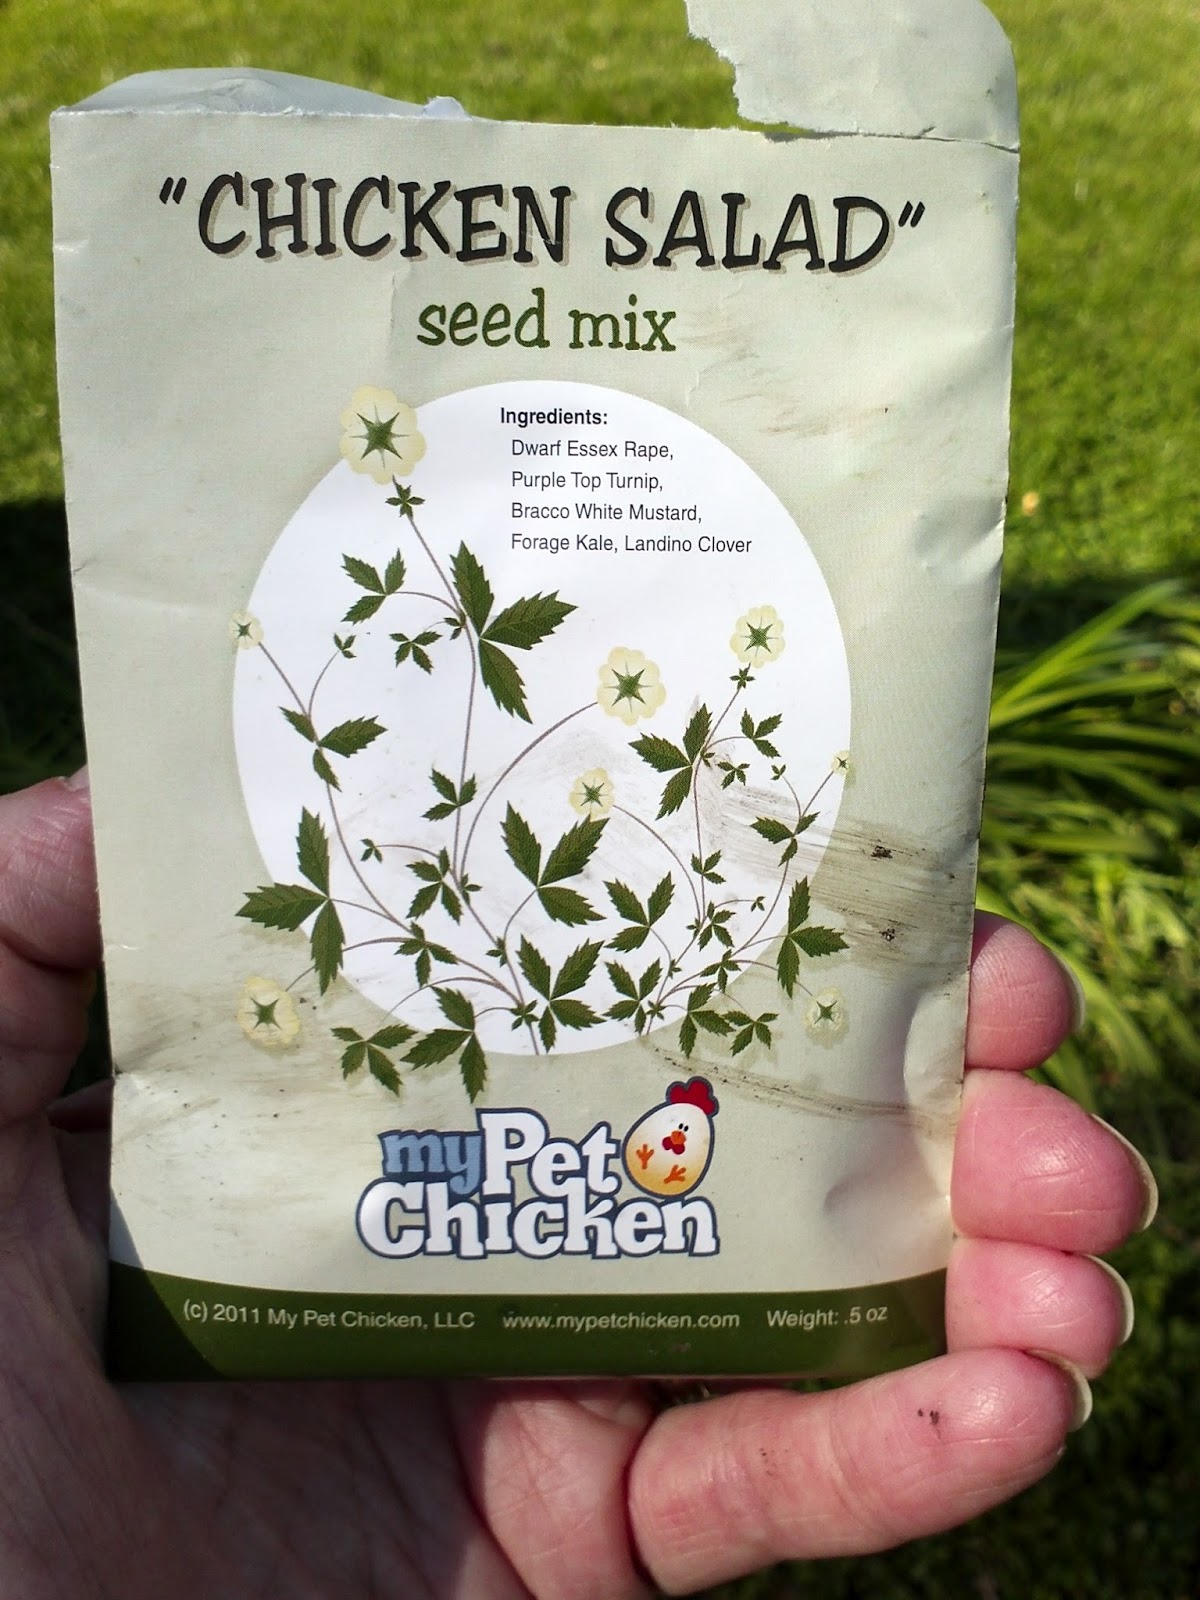 "CHICKEN SALAD"
seed mix
Ingredients:
Dwarf Essex Rape,
Purple Top Turnip,
Bracco White Mustard,
Forage Kale, Landino Clover
my Pet
Chicken
(c) 2011 My Pet Chicken, LLC www.mypetchicken.com Weight: .5 oz